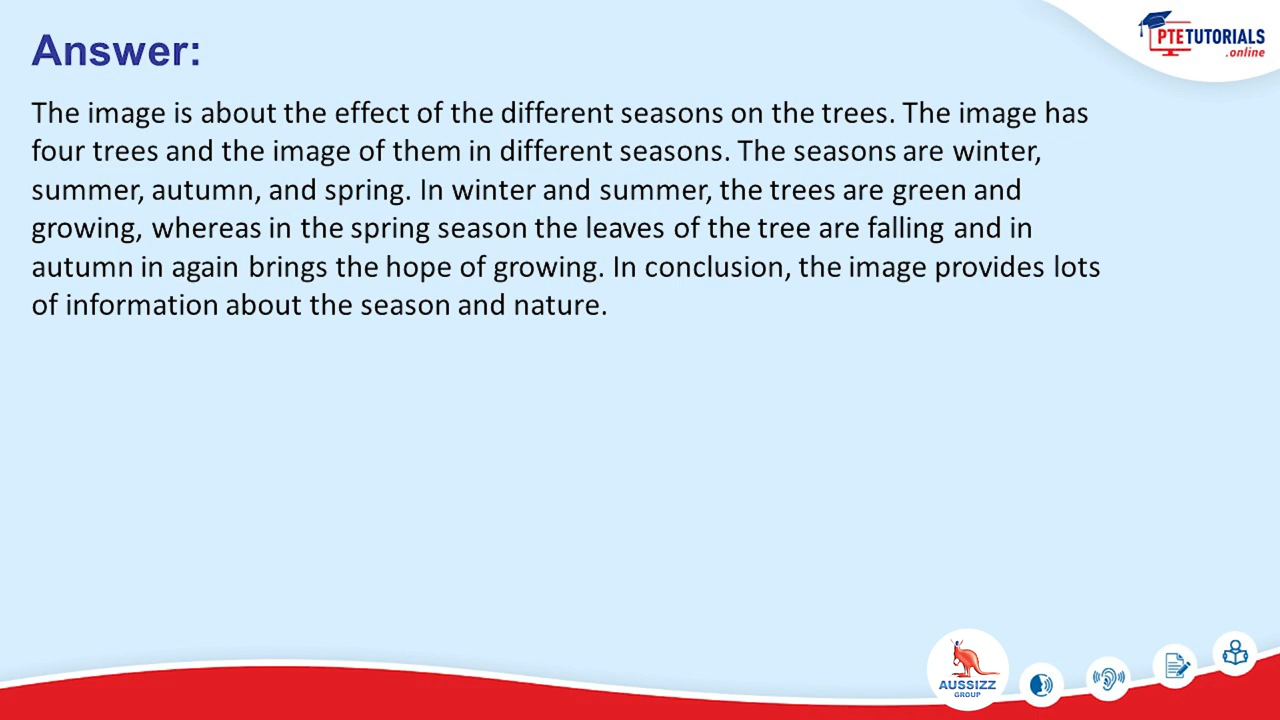 Answer:
PTETUTORIALS
.online
The image is about the effect of the different seasons on the trees. The image has
four trees and the image of them in different seasons. The seasons are winter,
summer, autumn, and spring. In winter and summer, the trees are green and
growing, whereas in the spring season the leaves of the tree are falling and in
autumn in again brings the hope of growing. In conclusion, the image provides lots
of information about the season and nature.
AUSSIZZ
GROUP